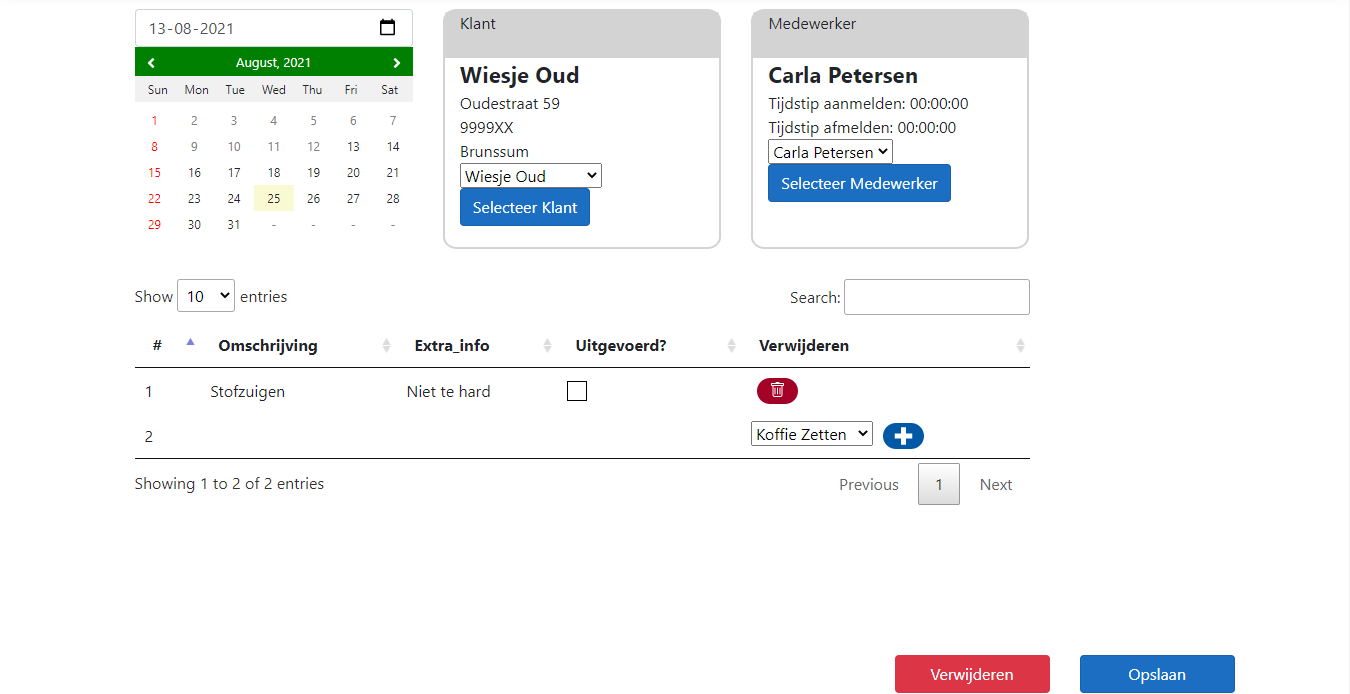 13-08-2021
August, 2021
Sun Mon Tue Wed Thu Fri Sat
1 2 3 4 5 6 7
8 9 10 11 12 13 14
15 16 17 18 19 20 21
22 23 24 25 26 27 28
29 30 31 - - - -
Klant
Wiesje Oud
Oudestraat 59
9999XX
Brunssum
Wiesje Oud
Selecteer Klant
Medewerker
Carla Petersen
Tijdstip aanmelden: 00:00:00
Tijdstip afmelden: 00:00:00
Carla Petersen
Selecteer Medewerker
Show 10 entries
Search:
# Omschrijving Extra_info Uitgevoerd? Verwijderen
1 Stofzuigen Niet te hard
2 Koffie Zetten
Showing 1 to 2 of 2 entries
Previous 1 Next
Verwijderen Opslaan